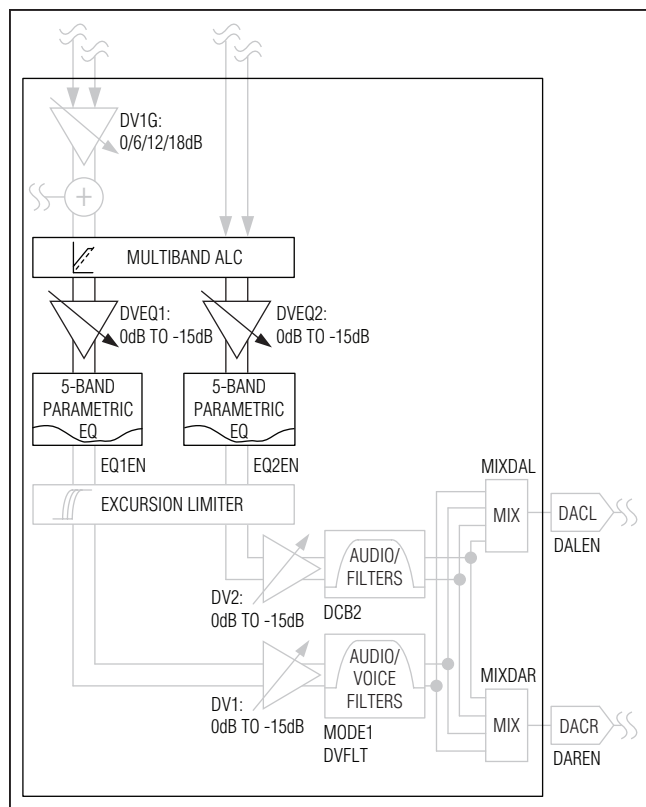 DV1G:
0/6/12/18dB
+
MULTIBAND ALC
DVEQ1:
0dB TO -15dB
DVEQ2:
0dB TO -15dB
5-BAND
PARAMETRIC
EQ
5-BAND
PARAMETRIC
EQ
EQ1EN
EQ2EN
EXCURSION LIMITER
MIXDAL
MIX
DACL
DALEN
AUDIO/
FILTERS
DV2:
0dB TO -15dB
DCB2
AUDIO/
VOICE
FILTERS
DV1:
0dB TO -15dB
MODE1
DVFLT
MIXDAR
MIX
DACR
DAREN